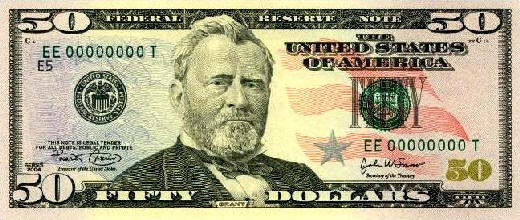 50 FEDERAL RESERVE NOTE 50
THE
UNITED STATES
OF AMERICA
EE 00000000 T
E5
THIS NOTE IS LEGAL TENDER
FOR ALL DEBTS, PUBLIC AND PRIVATE
EE 00000000 T
SERIES
Treasurer of the United States
Secretary of the Treasury
50
50 FIFTY DOLLARS
GRANT